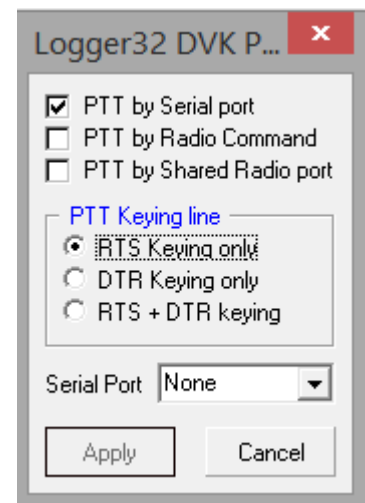 Logger32 DVK P...
PTT by Serial port
PTT by Radio Command
PTT by Shared Radio port
PTT Keying line
RTS Keying only
DTR Keying only
RTS + DTR keying
Serial Port None
Apply Cancel